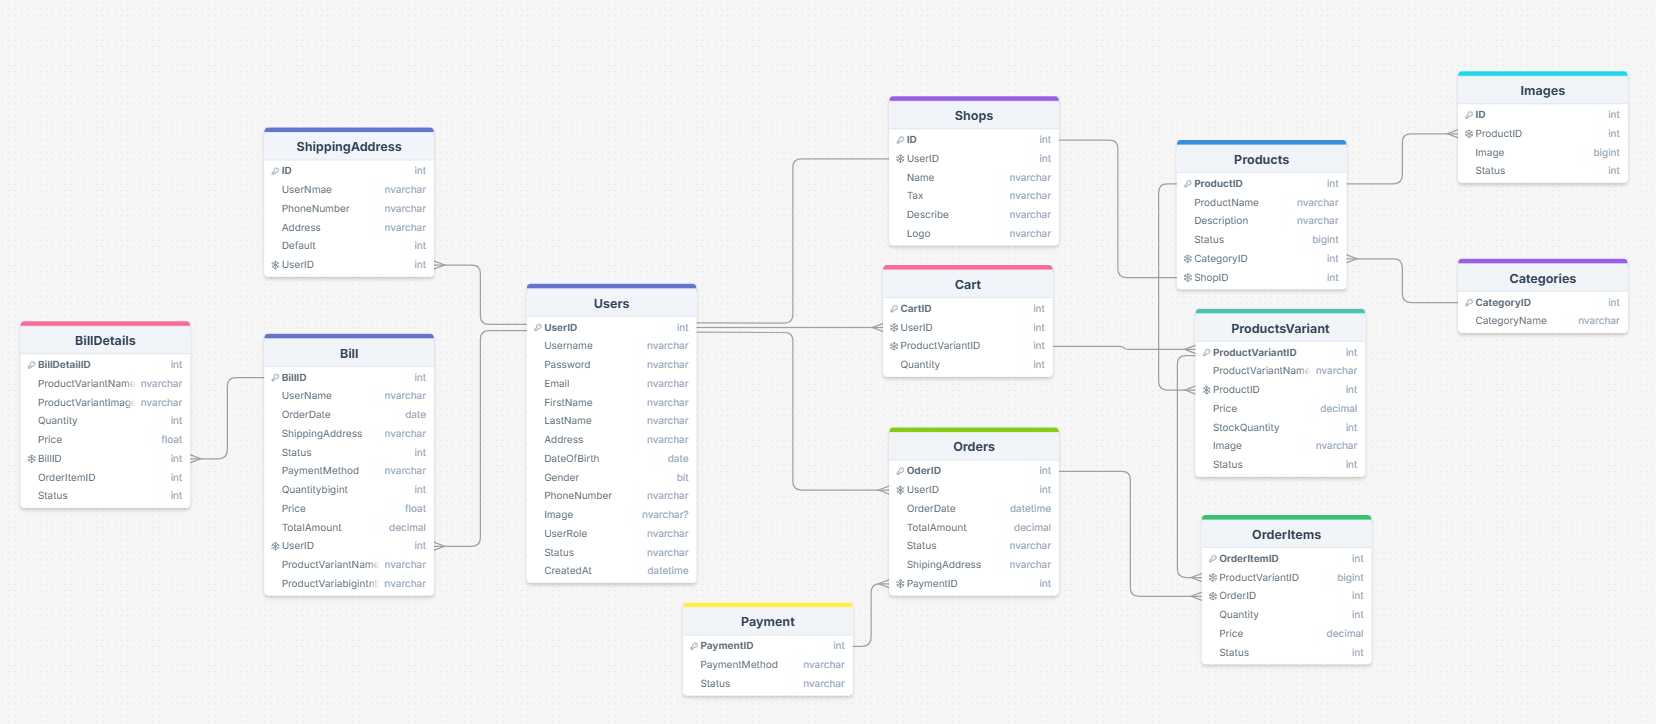 Images
ID int
ProductID int
Image bigint
Status int
Shops
ID int
UserID int
Name nvarchar
Tax nvarchar
Describe nvarchar
Logo nvarchar
ShippingAddress
ID int
UserNmae nvarchar
PhoneNumber nvarchar
Address nvarchar
Default int
UserID int
Products
ProductID int
ProductName nvarchar
Description nvarchar
Status bigint
CategoryID int
ShopID int
Categories
CategoryID int
CategoryName nvarchar
Cart
CartID int
UserID int
ProductVariantID int
Quantity int
Users
UserID int
Username nvarchar
Password nvarchar
Email nvarchar
FirstName nvarchar
LastName nvarchar
Address nvarchar
DateOfBirth date
Gender bit
PhoneNumber nvarchar
Image nvarchar?
UserRole nvarchar
Status nvarchar
CreatedAt datetime
ProductsVariant
ProductVariantID int
ProductVariantName nvarchar
ProductID int
Price decimal
StockQuantity int
Image nvarchar
Status int
BillDetails
BillDetailID int
ProductVariantName nvarchar
ProductVariantImage nvarchar
Quantity int
Price float
BillID int
OrderItemID int
Status int
Bill
BillID int
UserName nvarchar
OrderDate date
ShippingAddress nvarchar
Status int
PaymentMethod nvarchar
Quantitybigint int
Price float
TotalAmount decimal
UserID int
ProductVariantName nvarchar
ProductVariabigintnt nvarchar
Orders
OderID int
UserID int
OrderDate datetime
TotalAmount decimal
Status nvarchar
ShipingAddress nvarchar
PaymentID int
OrderItems
OrderItemID int
ProductVariantID bigint
OrderID int
Quantity int
Price decimal
Status int
Payment
PaymentID int
PaymentMethod nvarchar
Status nvarchar